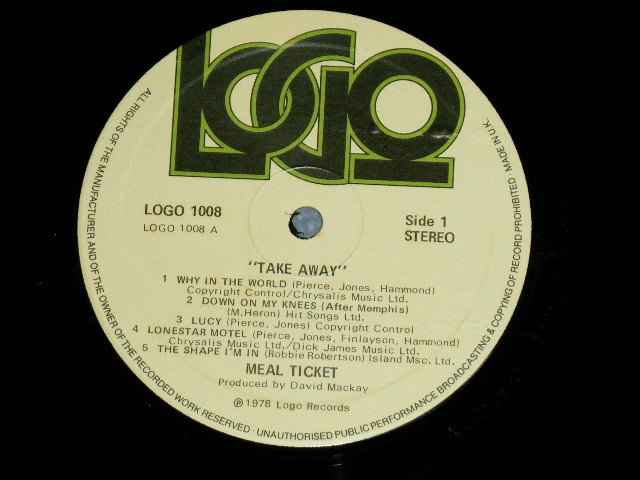 LOGO
LOGO 1008
LOGO 1008 A
Side 1
STEREO
"TAKE AWAY"
1 WHY IN THE WORLD (Pierce, Jones, Hammond)
Copyright Control/Chrysalis Music Ltd.
2 DOWN ON MY KNEES (After Memphis)
(M.Heron) Hit Songs Ltd.
3 LUCY (Pierce, Jones) Copyright Control
4 LONESTAR MOTEL (Pierce, Jones, Finlayson, Hammond)
Chrysalis Music Ltd./Dick James Music Ltd.
5 THE SHAPE I'M IN (Robbie Robertson) Island Msc. Ltd.
MEAL TICKET
Produced by David Mackay
℗1978 Logo Records
ALL RIGHTS OF THE MANUFACTURER AND OF THE OWNER OF THE RECORDED WORK RESERVED · UNAUTHORISED PUBLIC PERFORMANCE BROADCASTING & COPYING OF RECORD PROHIBITED · MADE IN U.K.